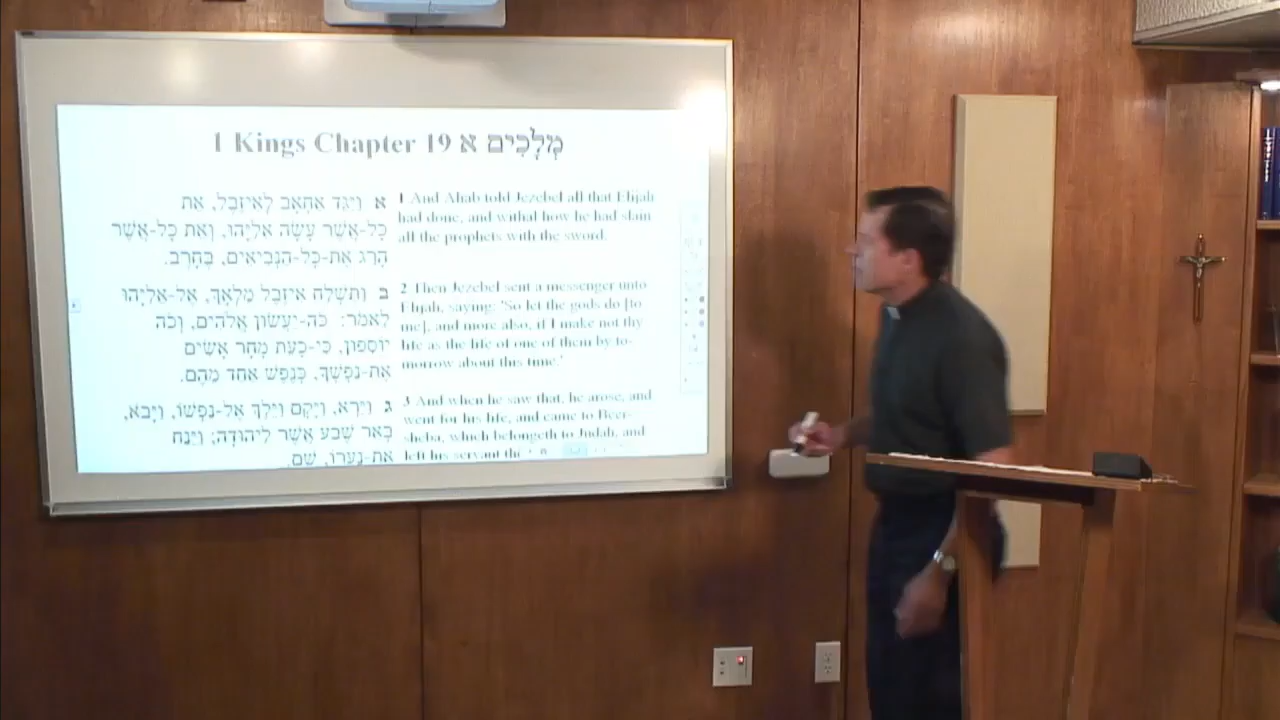 1 Kings Chapter 19 מְלָכִים א
א וַיַּגֵּד אַחְאָב לְאִיזֶבֶל, אֵת
כָּל-אֲשֶׁר עָשָׂה אֵלִיָּהוּ, וְאֵת כָּל-אֲשֶׁר
הָרַג אֶת-כָּל-הַנְּבִיאִים, בֶּחָרֶב.
1 And Ahab told Jezebel all that Elijah
had done, and withal how he had slain
all the prophets with the sword.
ב וַתִּשְׁלַח אִיזֶבֶל מַלְאָךְ, אֶל-אֵלִיָּהוּ
לֵאמֹר: כֹּה-יַעֲשׂוּן אֱלֹהִים, וְכֹה
יוֹסִפוּן, כִּי-כָעֵת מָחָר אָשִׂים
אֶת-נַפְשְׁךָ, כְּנֶפֶשׁ אַחַד מֵהֶם.
2 Then Jezebel sent a messenger unto
Elijah, saying: 'So let the gods do [to
me], and more also, if I make not thy
life as the life of one of them by to-
morrow about this time.'
ג וַיַּרְא, וַיָּקָם וַיֵּלֶךְ אֶל-נַפְשׁוֹ, וַיָּבֹא,
בְּאֵר שֶׁבַע אֲשֶׁר לִיהוּדָה; וַיַּנַּח
אֶת-נַעֲרוֹ, שָׁם.
3 And when he saw that, he arose, and
went for his life, and came to Beer-
sheba, which belongeth to Judah, and
left his servant the